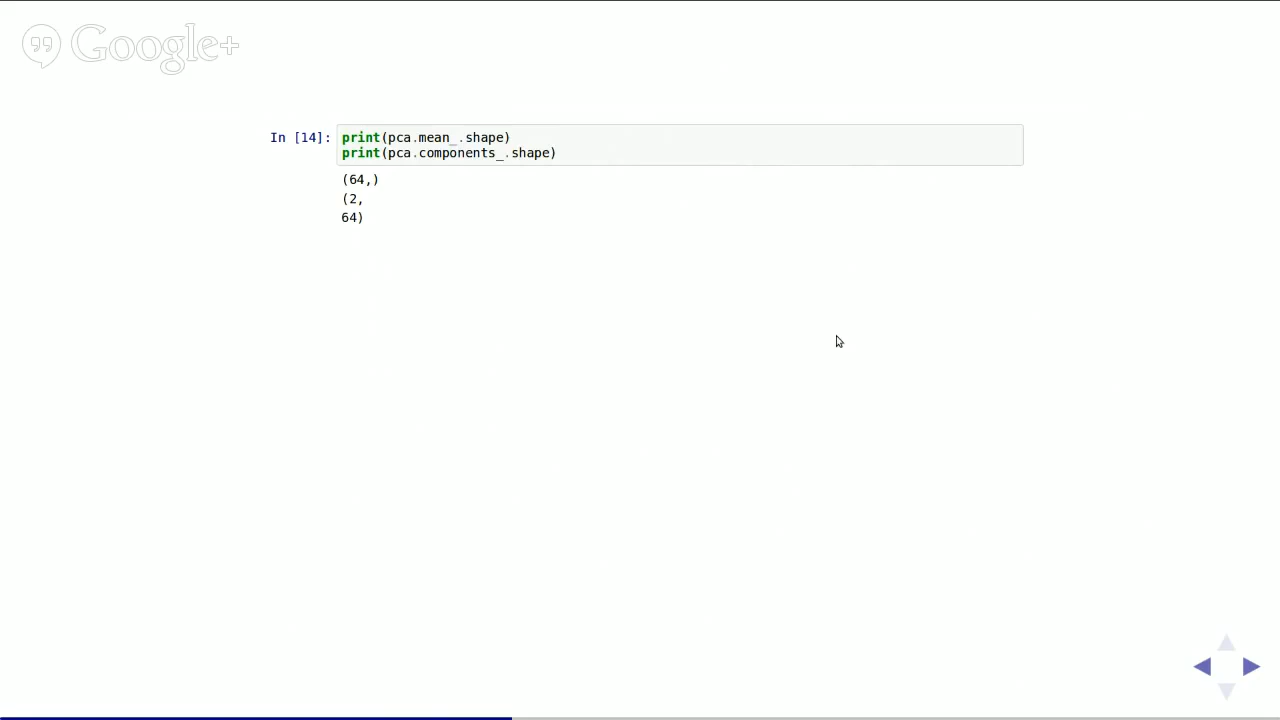 Google+
In [14]: print(pca.mean_.shape)
print(pca.components_.shape)
(64,)
(2,
64)